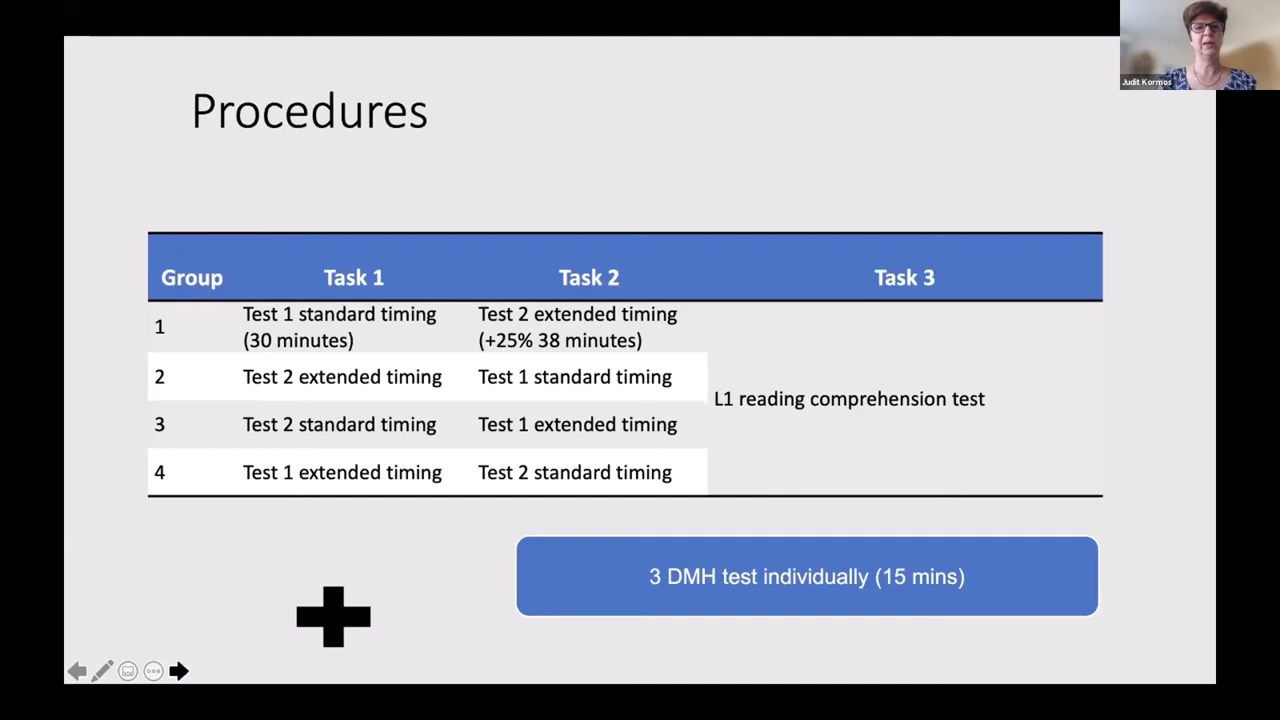 Judit Kormos
Procedures
Group Task 1 Task 2 Task 3
1 Test 1 standard timing (30 minutes) Test 2 extended timing (+25% 38 minutes)
2 Test 2 extended timing Test 1 standard timing
L1 reading comprehension test
3 Test 2 standard timing Test 1 extended timing
4 Test 1 extended timing Test 2 standard timing
3 DMH test individually (15 mins)